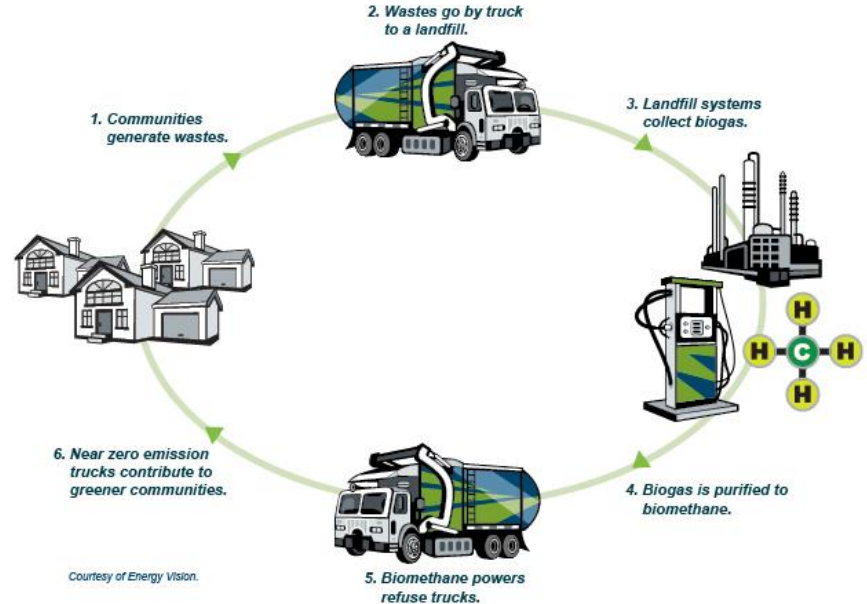 1. Communities
generate wastes.
2. Wastes go by truck
to a landfill.
3. Landfill systems
collect biogas.
H
H C H
H
4. Biogas is purified to
biomethane.
5. Biomethane powers
refuse trucks.
6. Near zero emission
trucks contribute to
greener communities.
Courtesy of Energy Vision.